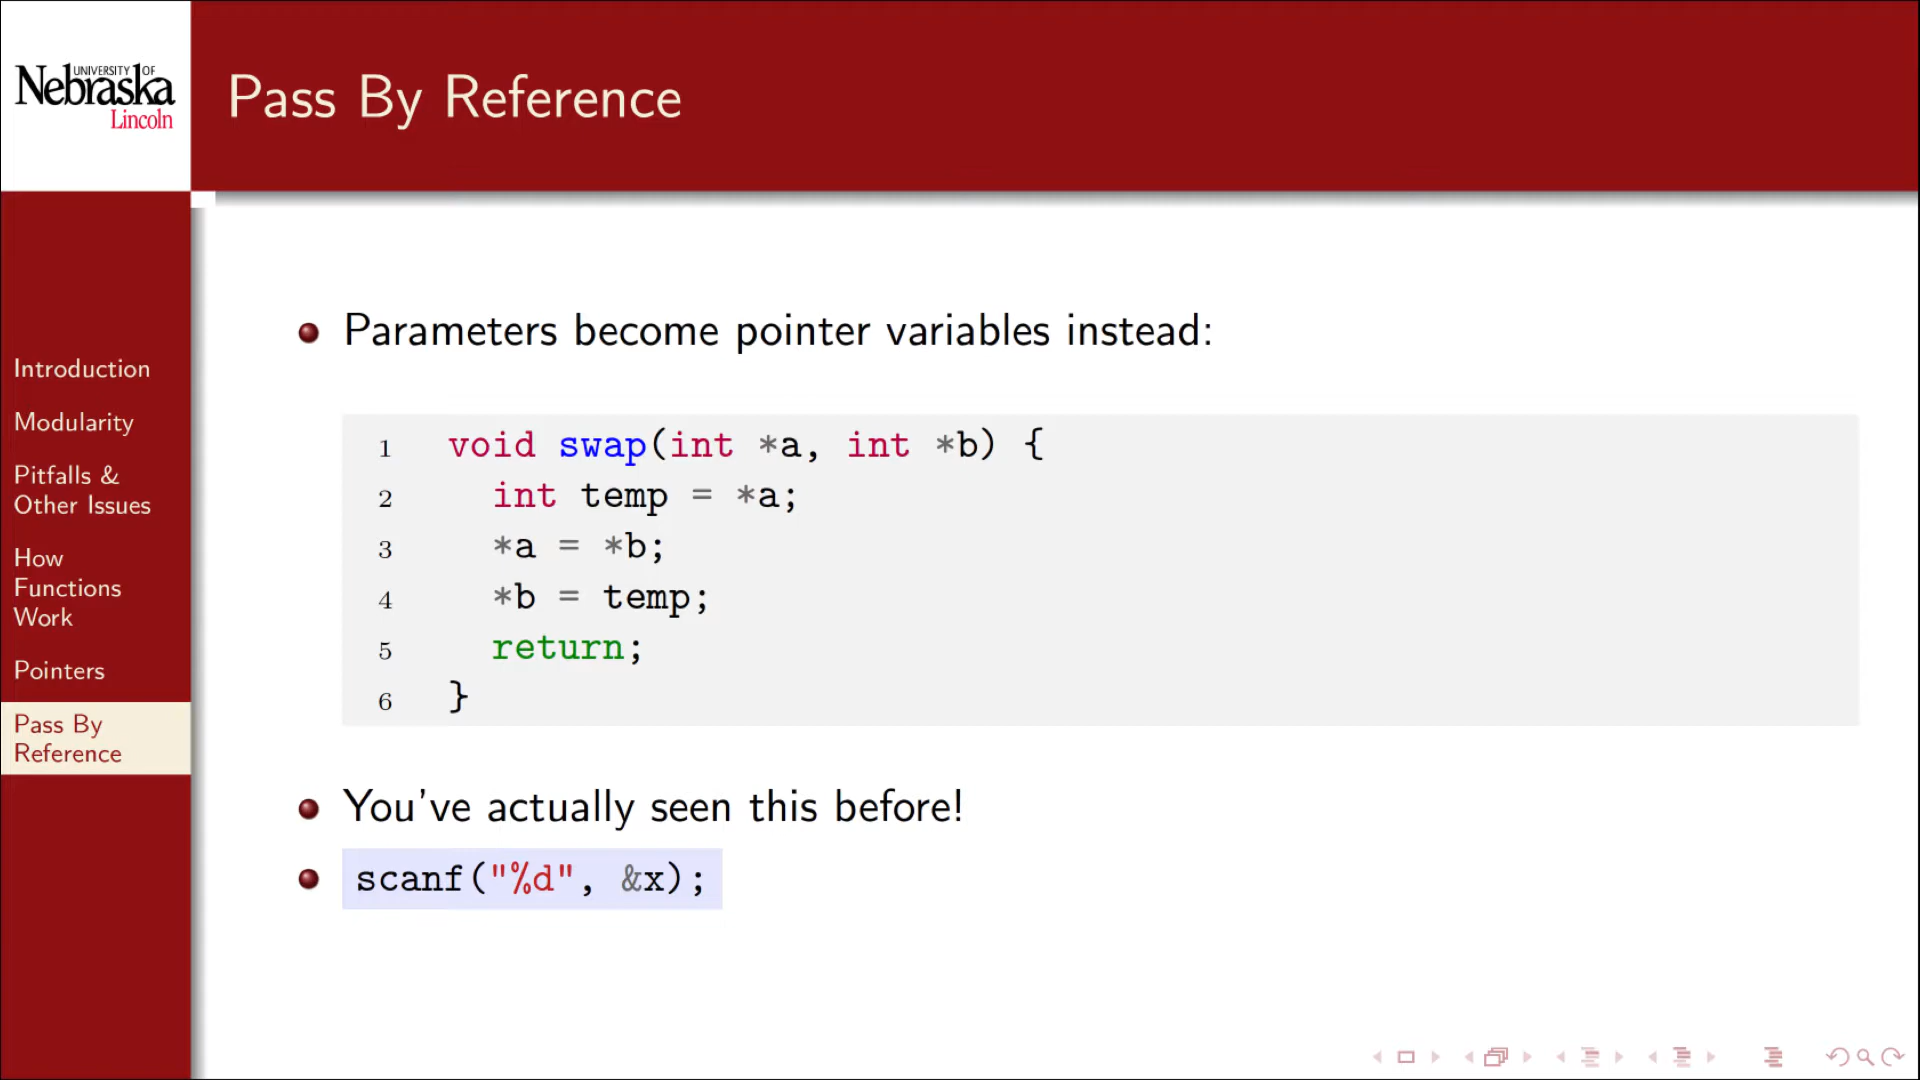 UNIVERSITY OF
Nebraska
Lincoln
Pass By Reference
Introduction
Modularity
Pitfalls &
Other Issues
How
Functions
Work
Pointers
Pass By
Reference
Parameters become pointer variables instead:
1 void swap(int *a, int *b) {
2   int temp = *a;
3   *a = *b;
4   *b = temp;
5   return;
6 }
You've actually seen this before!
scanf("%d", &x);